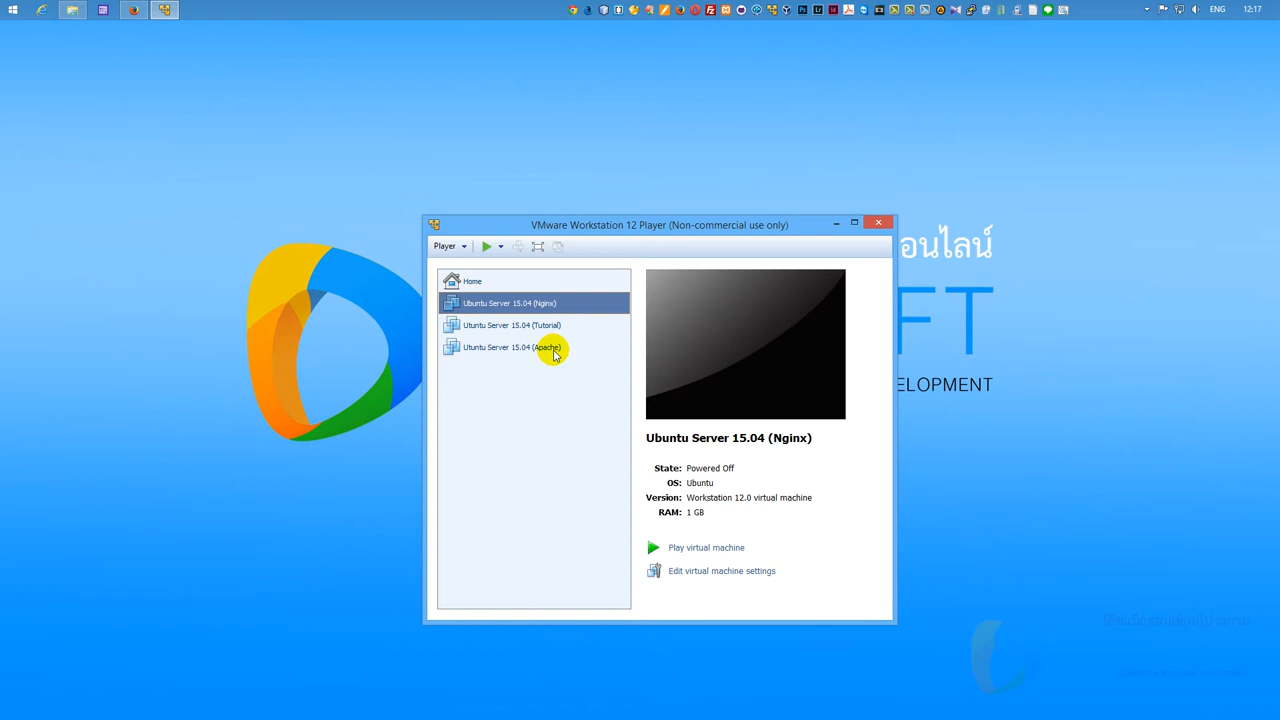 ENG
12:17
VMware Workstation 12 Player (Non-commercial use only)
Player
Home
Ubuntu Server 15.04 (Nginx)
Utuntu Server 15.04 (Tutorial)
Utuntu Server 15.04 (Apache)
Ubuntu Server 15.04 (Nginx)
State: Powered Off
OS: Ubuntu
Version: Workstation 12.0 virtual machine
RAM: 1 GB
Play virtual machine
Edit virtual machine settings
อนไลน์
FT
ELOPMENT